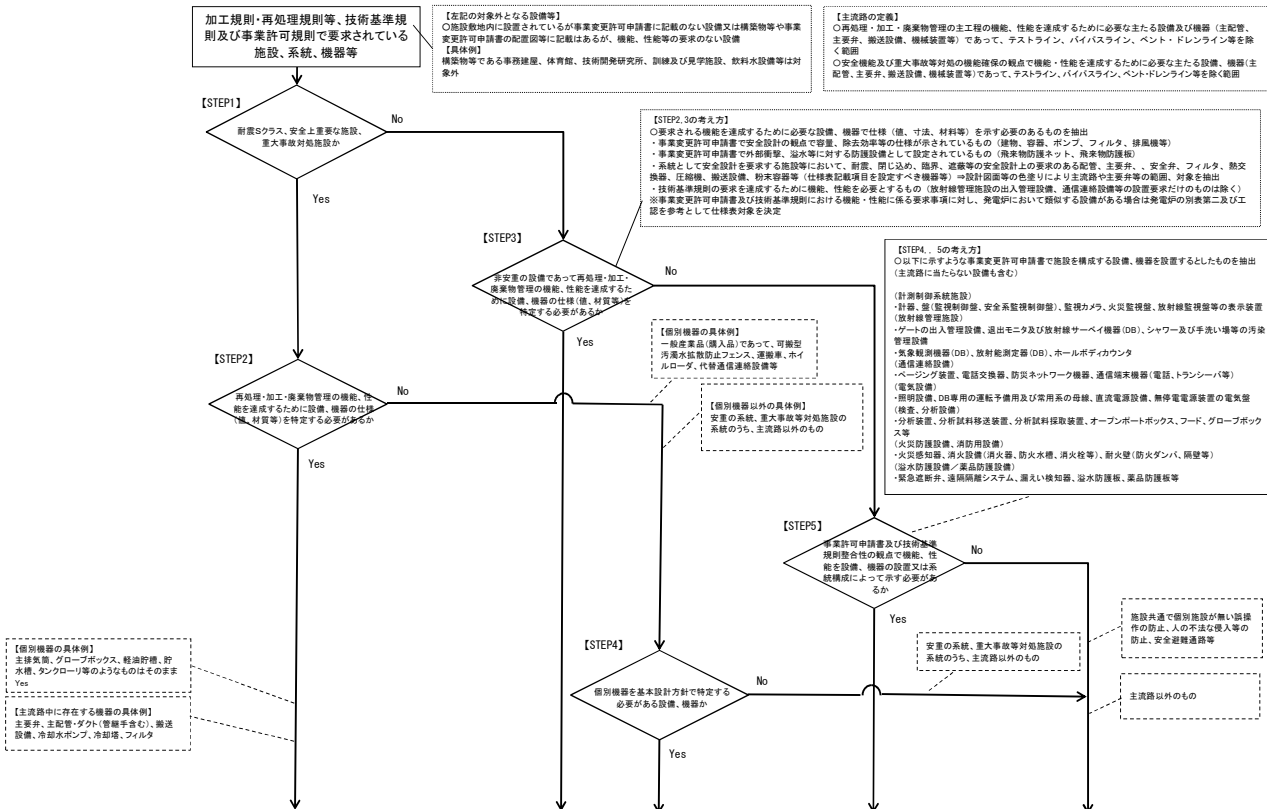 加工規則・再処理規則等、技術基準規
則及び事業許可規則で要求されている
施設、系統、機器等
【左記の対象外となる設備等】
○施設敷地内に設置されているが事業変更許可申請書に記載のない設備又は構築物等や事業
変更許可申請書の配置図等に記載はあるが、機能、性能等の要求のない設備
【具体例】
構築物等である事務建屋、体育館、技術開発研究所、訓練及び見学施設、飲料水設備等は対
象外
【主流路の定義】
○再処理・加工・廃棄物管理の主工程の機能、性能を達成するために必要な主たる設備及び機器（主配管、
主要弁、搬送設備、機械装置等）であって、テストライン、バイパスライン、ベント・ドレンライン等を除
く範囲
○安全機能及び重大事故等対処の機能確保の観点で機能・性能を達成するために必要な主たる設備、機器(主
配管、主要弁、搬送設備、機械装置等)であって、テストライン、バイパスライン、ベント・ドレンライン等を除く範囲
【STEP1】
耐震Sクラス、安全上重要な施設、
重大事故対処施設か
No
Yes
【STEP2,3の考え方】
○要求される機能を達成するために必要な設備、機器で仕様（値、寸法、材料等）を示す必要のあるものを抽出
・事業変更許可申請書で安全設計の観点で容量、除去効率等の仕様が示されているもの（建物、容器、ポンプ、フィルタ、排風機等）
・事業変更許可申請書で外部衝撃、溢水等に対する防護設備として設定されているもの（飛来物防護ネット、飛来物防護板）
・系統として安全設計を要求する施設等において、耐震、閉じ込め、臨界、遮蔽等の安全設計上の要求のある配管、主要弁、、安全弁、フィルタ、熱交
換器、圧縮機、搬送設備、粉末容器等（仕様表記載項目を設定すべき機器等）⇒設計図面等の色塗りにより主流路や主要弁等の範囲、対象を抽出
・技術基準規則の要求を達成するために機能、性能を必要とするもの（放射線管理施設の出入管理設備、通信連絡設備等の設置要求だけのものは除く）
※事業変更許可申請書及び技術基準規則における機能・性能に係る要求事項に対し、発電炉において類似する設備がある場合は発電炉の別表第二及び工
認を参考として仕様表対象を決定
【STEP3】
非安重の設備であって再処理・加工・
廃棄物管理の機能、性能を達成するた
めに設備、機器の仕様（値、材質等）を
特定する必要があるか
No
Yes
【STEP4,．5の考え方】
○以下に示すような事業変更許可申請書で施設を構成する設備、機器を設置するとしたものを抽出
（主流路に当たらない設備も含む）
(計測制御系統施設)
・計器、盤（監視制御盤、安全系監視制御盤）、監視カメラ、火災監視盤、放射線監視盤等の表示装置
(放射線管理施設)
・ゲートの出入管理設備、退出モニタ及び放射線サーベイ機器(DB)、シャワー及び手洗い場等の汚染
管理設備
・気象観測機器(DB)、放射能測定器(DB)、ホールボディカウンタ
(通信連絡設備)
・ページング装置、電話交換器、防災ネットワーク機器、通信端末機器(電話、トランシーバ等)
(電気設備)
・照明設備、DB専用の運転予備用及び常用系の母線、直流電源設備、無停電電源装置の電気盤
(検査、分析設備)
・分析装置、分析試料移送装置、分析試料採取装置、オープンポートボックス、フード、グローブボック
ス等
(火災防護設備、消防用設備)
・火災感知器、消火設備(消火器、防火水槽、消火栓等)、耐火壁(防火ダンパ、隔壁等)
(溢水防護設備／薬品防護設備)
・緊急遮断弁、遠隔隔離システム、漏えい検知器、溢水防護板、薬品防護板等
【STEP2】
再処理・加工・廃棄物管理の機能、性
能を達成するために設備、機器の仕様
（値、材質等）を特定する必要があるか
No
Yes
【個別機器の具体例】
一般産業品(購入品)であって、可搬型
汚濁水拡散防止フェンス、運搬車、ホイ
ルローダ、代替通信連絡設備等
【個別機器以外の具体例】
安重の系統、重大事故等対処施設の
系統のうち、主流路以外のもの
【STEP5】
事業許可申請書及び技術基準
規則整合性の観点で機能、性
能を設備、機器の設置又は系
統構成によって示す必要があ
るか
No
Yes
【個別機器の具体例】
主排気筒、グローブボックス、軽油貯槽、貯
水槽、タンクローリ等のようなものはそのまま
Yes
【主流路中に存在する機器の具体例】
主要弁、主配管・ダクト(管継手含む)、搬送
設備、冷却水ポンプ、冷却塔、フィルタ
【STEP4】
個別機器を基本設計方針で特定する
必要がある設備、機器か
No
Yes
安重の系統、重大事故等対処施設の
系統のうち、主流路以外のもの
施設共通で個別施設が無い誤操
作の防止、人の不法な侵入等の
防止、安全避難通路等
主流路以外のもの